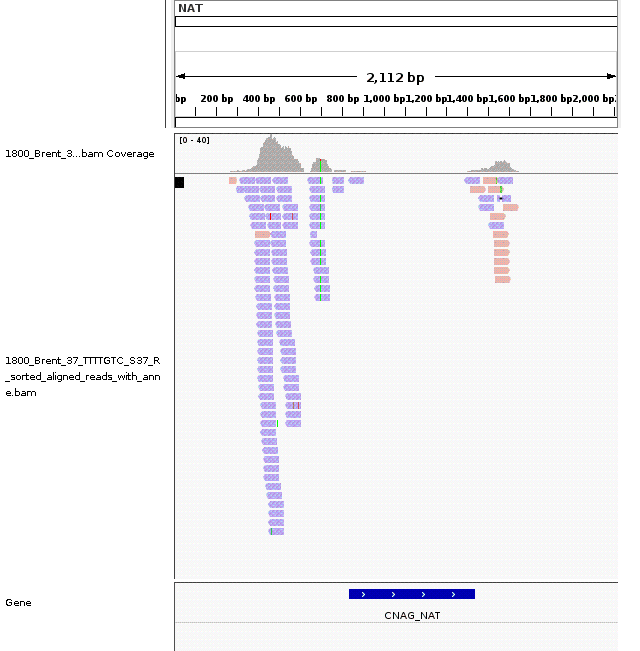 NAT
2,112 bp
bp 200 bp 400 bp 600 bp 800 bp 1,000 bp 1,200 bp 1,400 bp 1,600 bp 1,800 bp 2,000 bp
[0 - 40]
1800_Brent_3...bam Coverage
1800_Brent_37_TTTTGTC_S37_R
_sorted_aligned_reads_with_ann
e.bam
Gene
CNAG_NAT